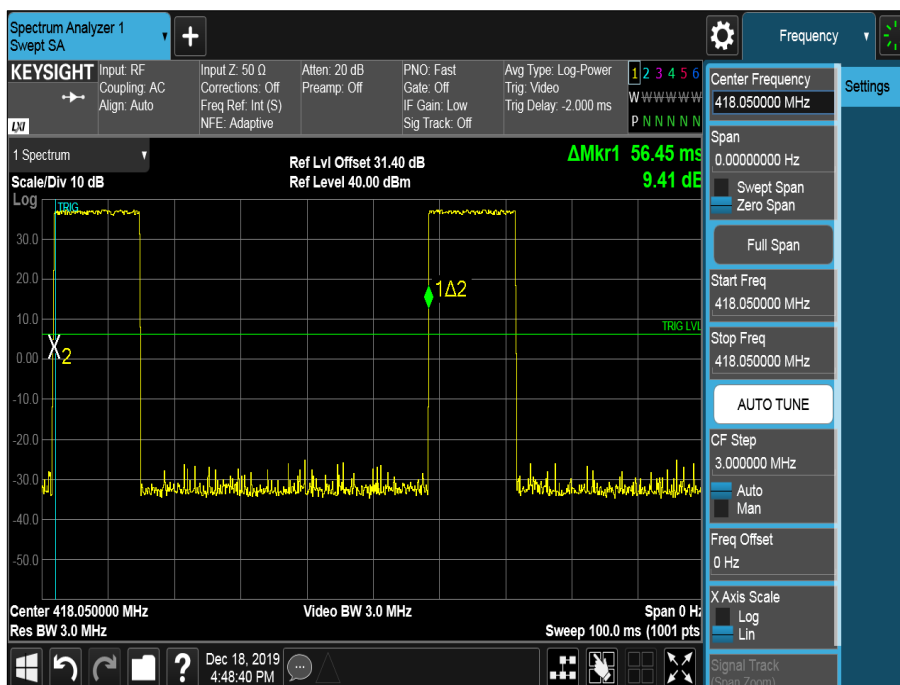 Spectrum Analyzer 1
Swept SA
+
Frequency
KEYSIGHT
LXI
Input: RF
Coupling: AC
Align: Auto
Input Z: 50 Ω
Corrections: Off
Freq Ref: Int (S)
NFE: Adaptive
Atten: 20 dB
Preamp: Off
PNO: Fast
Gate: Off
IF Gain: Low
Sig Track: Off
Avg Type: Log-Power
Trig: Video
Trig Delay: -2.000 ms
1 2 3 4 5 6
W W W W W W
P N N N N N
1 Spectrum
Scale/Div 10 dB
Log
Ref Lvl Offset 31.40 dB
Ref Level 40.00 dBm
ΔMkr1 56.45 ms
9.41 dB
TRIG
30.0
20.0
10.0
0.00
-10.0
-20.0
-30.0
-40.0
-50.0
1Δ2
TRIG LVL
X2
Center 418.050000 MHz
Res BW 3.0 MHz
Video BW 3.0 MHz
Span 0 Hz
Sweep 100.0 ms (1001 pts
Dec 18, 2019
4:48:40 PM
?
Center Frequency
418.050000 MHz
Settings
Span
0.00000000 Hz
Swept Span
Zero Span
Full Span
Start Freq
418.050000 MHz
Stop Freq
418.050000 MHz
AUTO TUNE
CF Step
3.000000 MHz
Auto
Man
Freq Offset
0 Hz
X Axis Scale
Log
Lin
Signal Track
(Span Zoom)